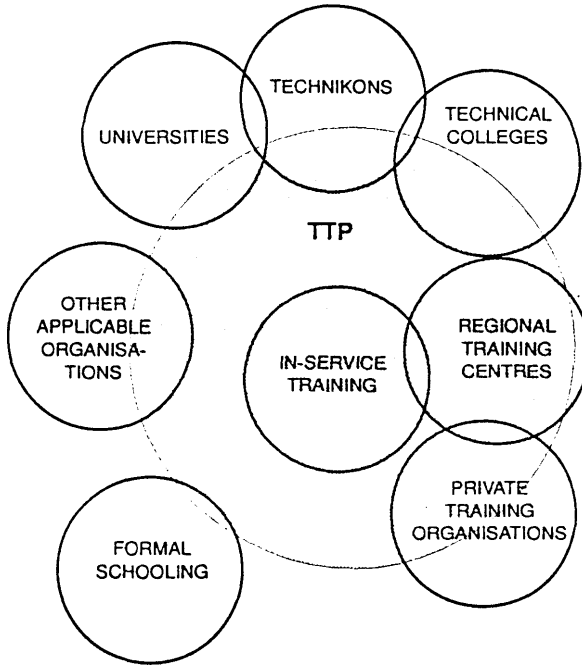 TECHNIKONS
TECHNICAL
COLLEGES
UNIVERSITIES
TTP
OTHER
APPLICABLE
ORGANISA-
TIONS
IN-SERVICE
TRAINING
REGIONAL
TRAINING
CENTRES
PRIVATE
TRAINING
ORGANISATIONS
FORMAL
SCHOOLING